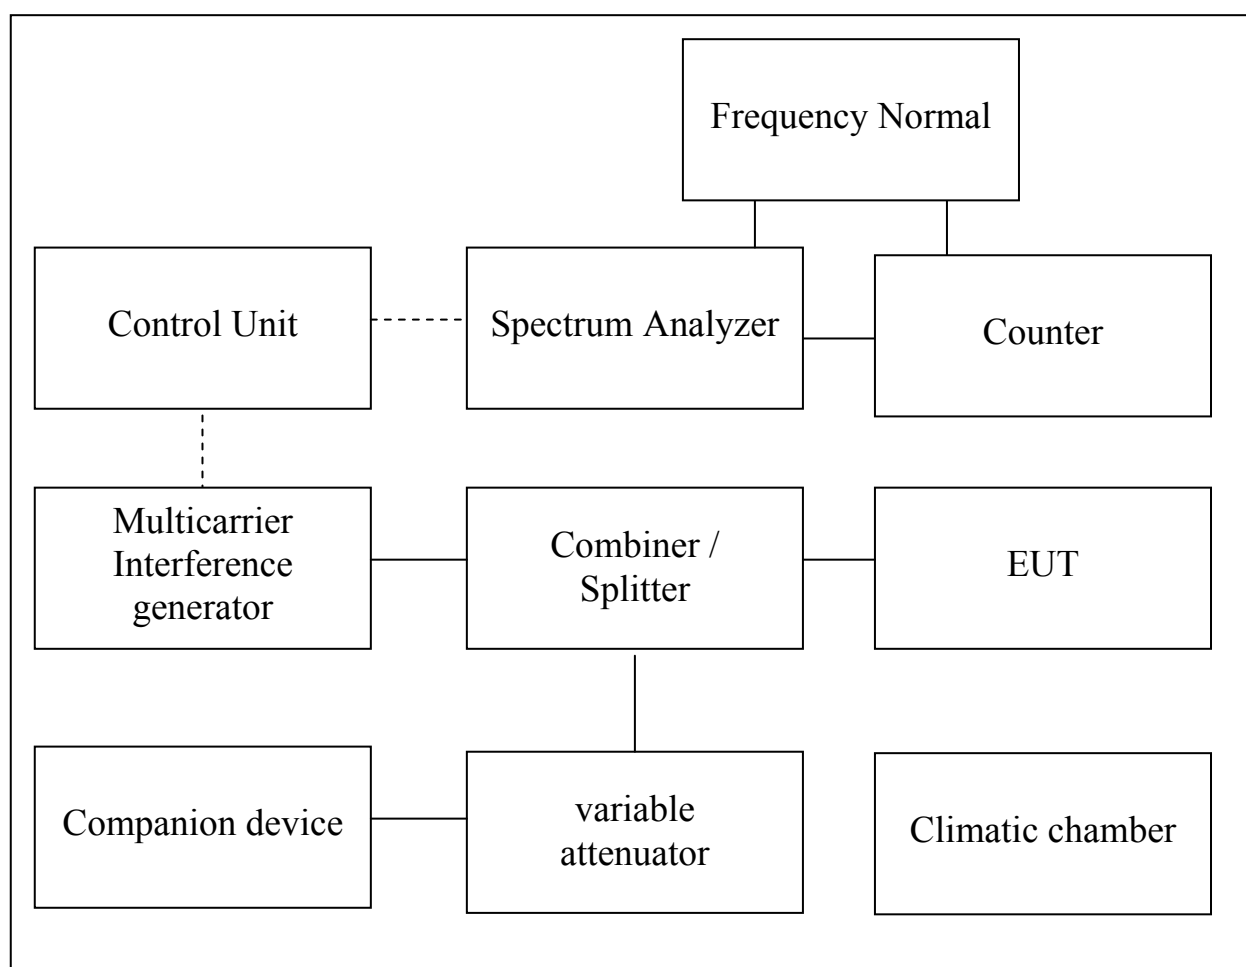 Frequency Normal
Control Unit
Spectrum Analyzer
Counter
Multicarrier
Interference
generator
Combiner /
Splitter
EUT
Companion device
variable
attenuator
Climatic chamber